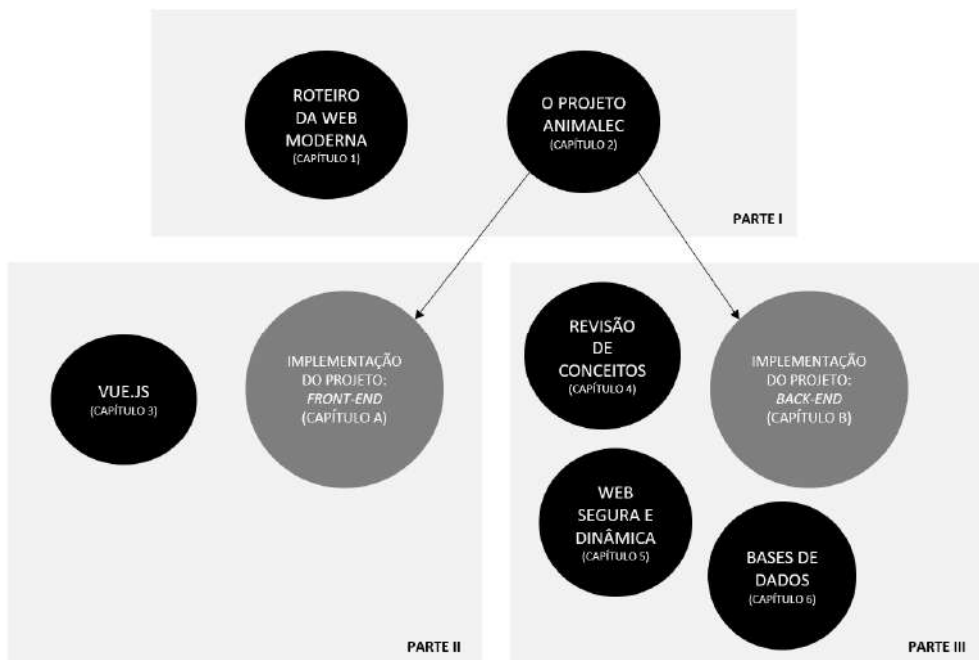 ROTEIRO
DA WEB
MODERNA
(CAPÍTULO 1)
O PROJETO
ANIMALEC
(CAPÍTULO 2)
PARTE I
VUE.JS
(CAPÍTULO 3)
IMPLEMENTAÇÃO
DO PROJETO:
FRONT-END
(CAPÍTULO A)
PARTE II
REVISÃO
DE
CONCEITOS
(CAPÍTULO 4)
IMPLEMENTAÇÃO
DO PROJETO:
BACK-END
(CAPÍTULO B)
WEB
SEGURA E
DINÂMICA
(CAPÍTULO 5)
BASES DE
DADOS
(CAPÍTULO 6)
PARTE III